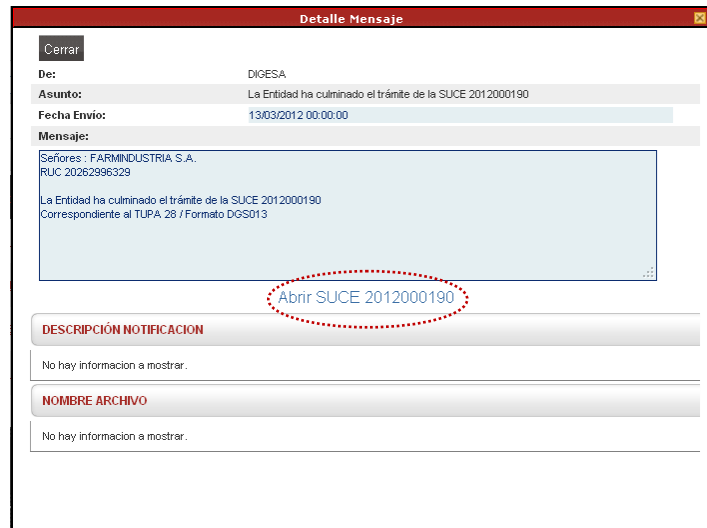 Detalle Mensaje
Cerrar
De: DIGESA
Asunto: La Entidad ha culminado el trámite de la SUCE 2012000190
Fecha Envío: 13/03/2012 00:00:00
Mensaje:
Señores : FARMINDUSTRIA S.A.
RUC 20262996329
La Entidad ha culminado el trámite de la SUCE 2012000190
Correspondiente al TUPA 28 / Formato DGS013
Abrir SUCE 2012000190
DESCRIPCIÓN NOTIFICACION
No hay informacion a mostrar.
NOMBRE ARCHIVO
No hay informacion a mostrar.